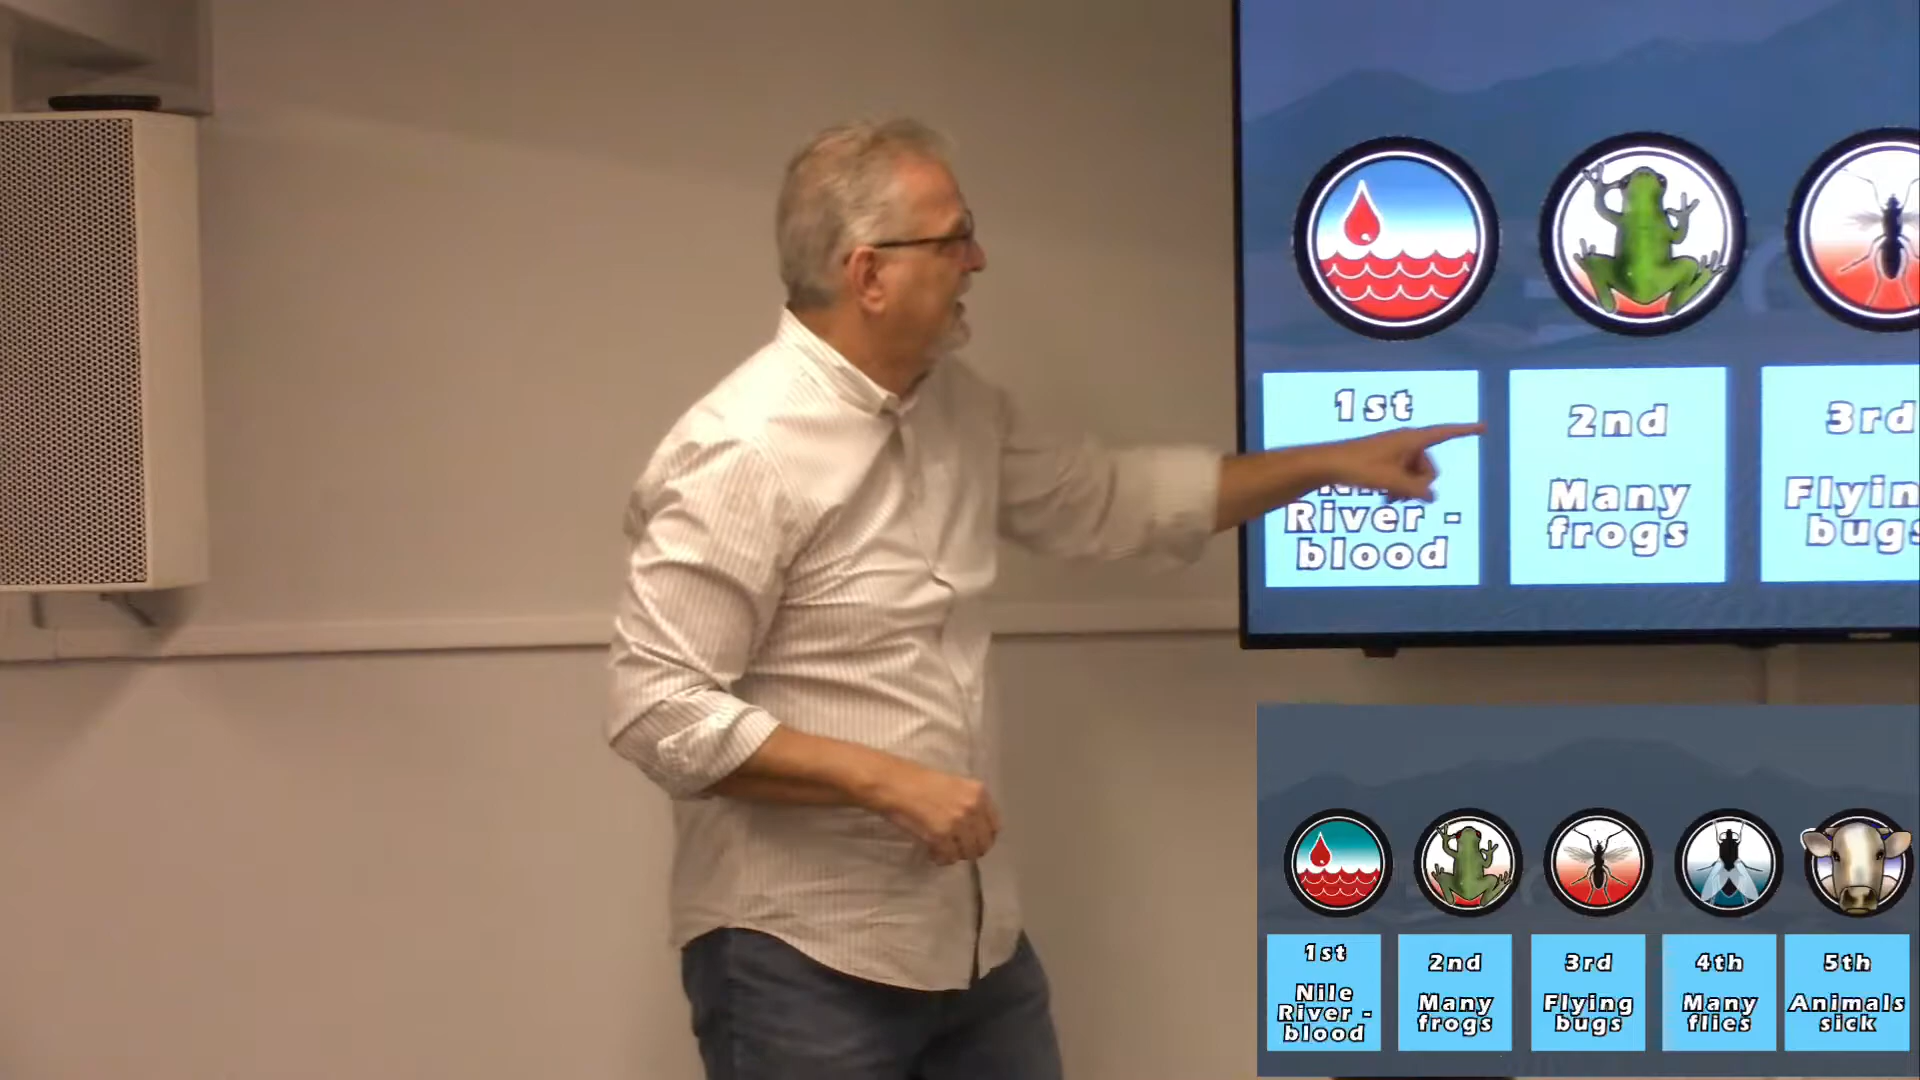 1st
River -
blood
2nd
Many
frogs
3rd
bugs
1st
Nile
River -
blood
2nd
Many
frogs
3rd
Flying
bugs
4th
Many
flies
5th
Animals
sick